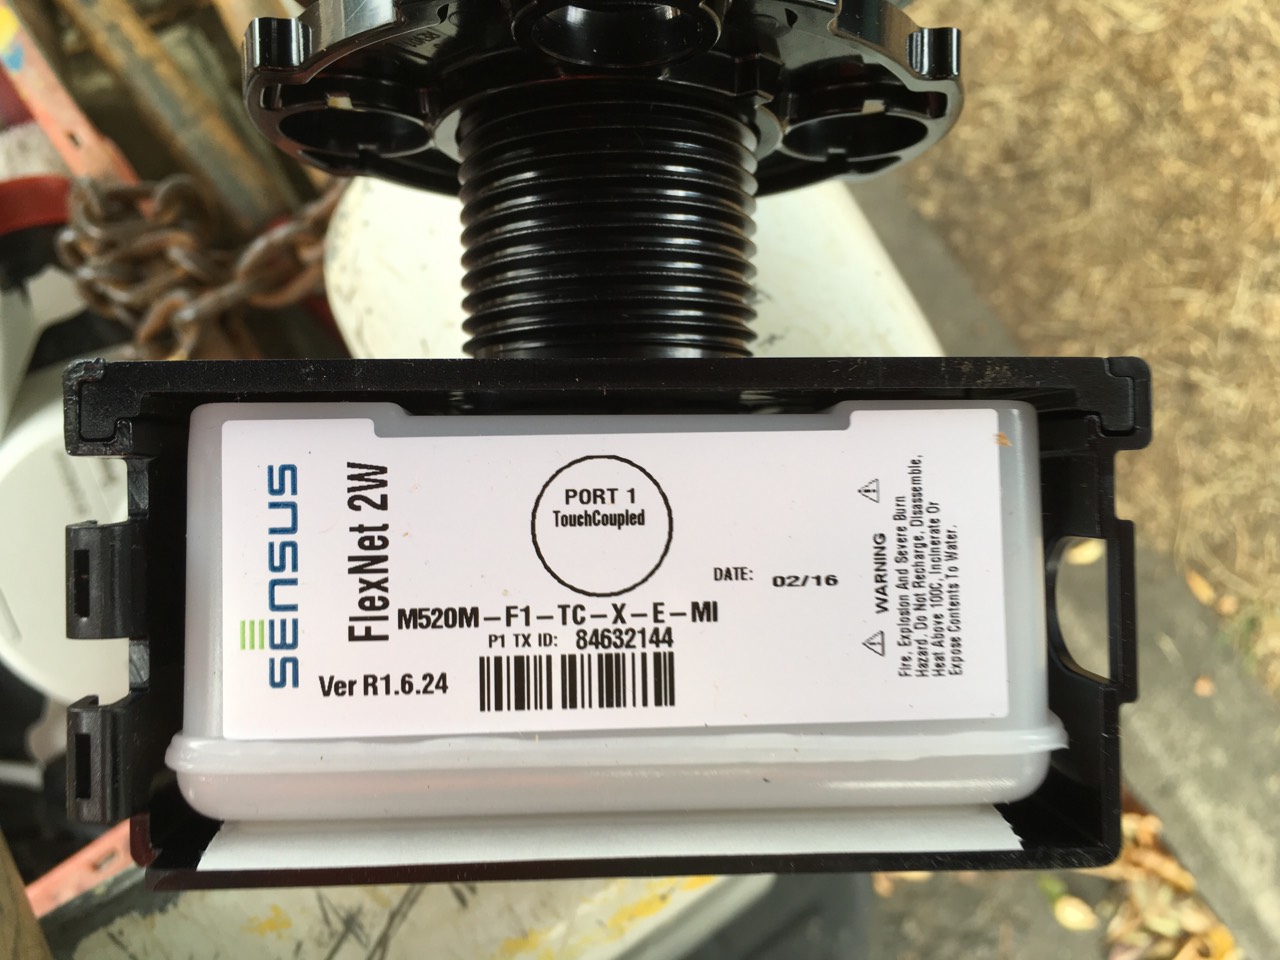 SENSUS
FlexNet 2W
PORT 1
TouchCoupled
DATE: 02/16
M520M-F1-TC-X-E-MI
P1 TX ID: 84632144
Ver R1.6.24
WARNING
Fire, Explosion And Severe Burn
Hazard. Do Not Recharge, Disassemble,
Heat Above 100C, Incinerate Or
Expose Contents To Water.